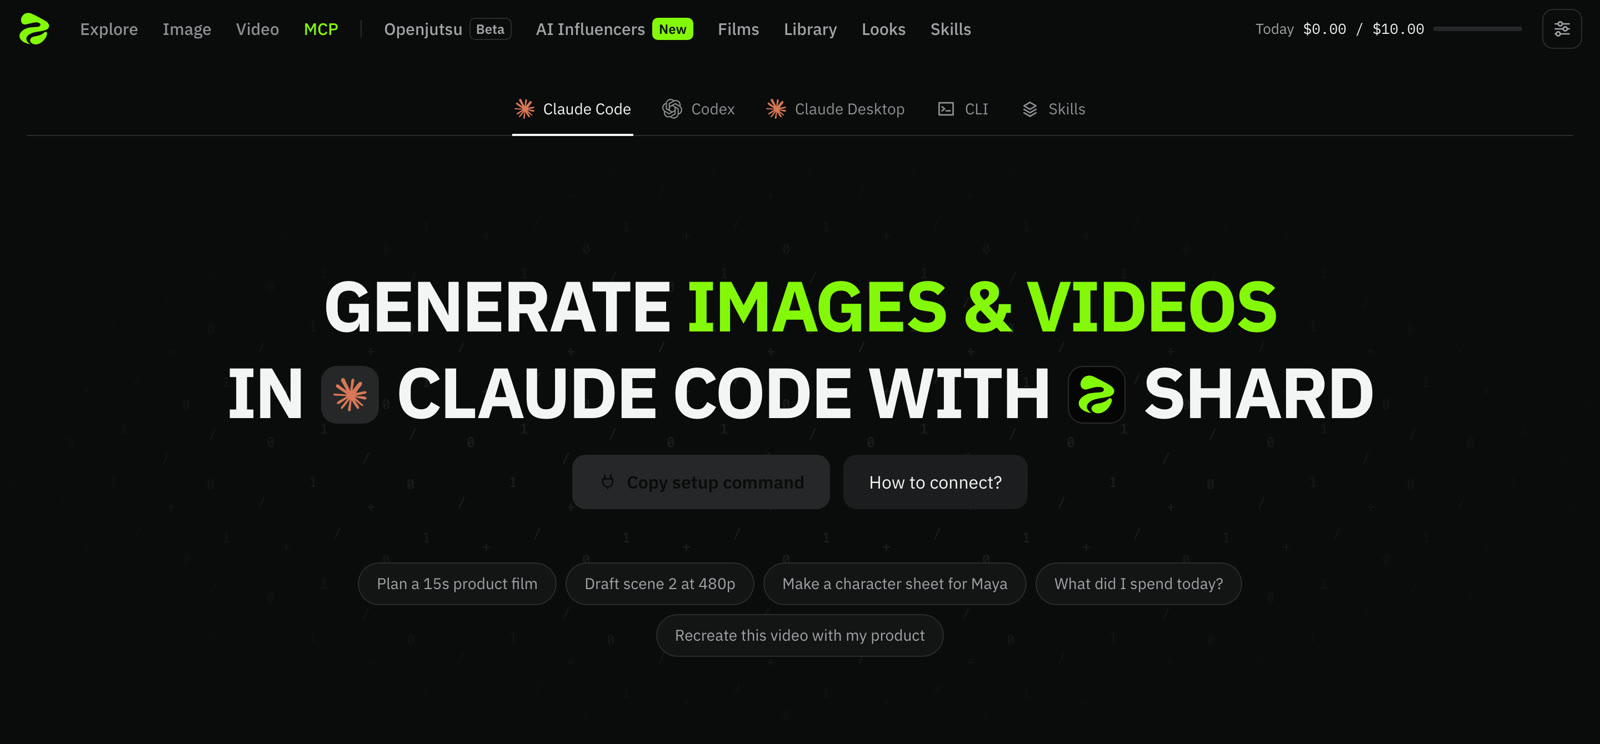 Explore Image Video MCP Openjutsu Beta AI Influencers New Films Library Looks Skills Today $0.00 / $10.00
Claude Code Codex Claude Desktop CLI Skills
GENERATE IMAGES & VIDEOS
IN CLAUDE CODE WITH SHARD
Copy setup command How to connect?
Plan a 15s product film Draft scene 2 at 480p Make a character sheet for Maya What did I spend today?
Recreate this video with my product